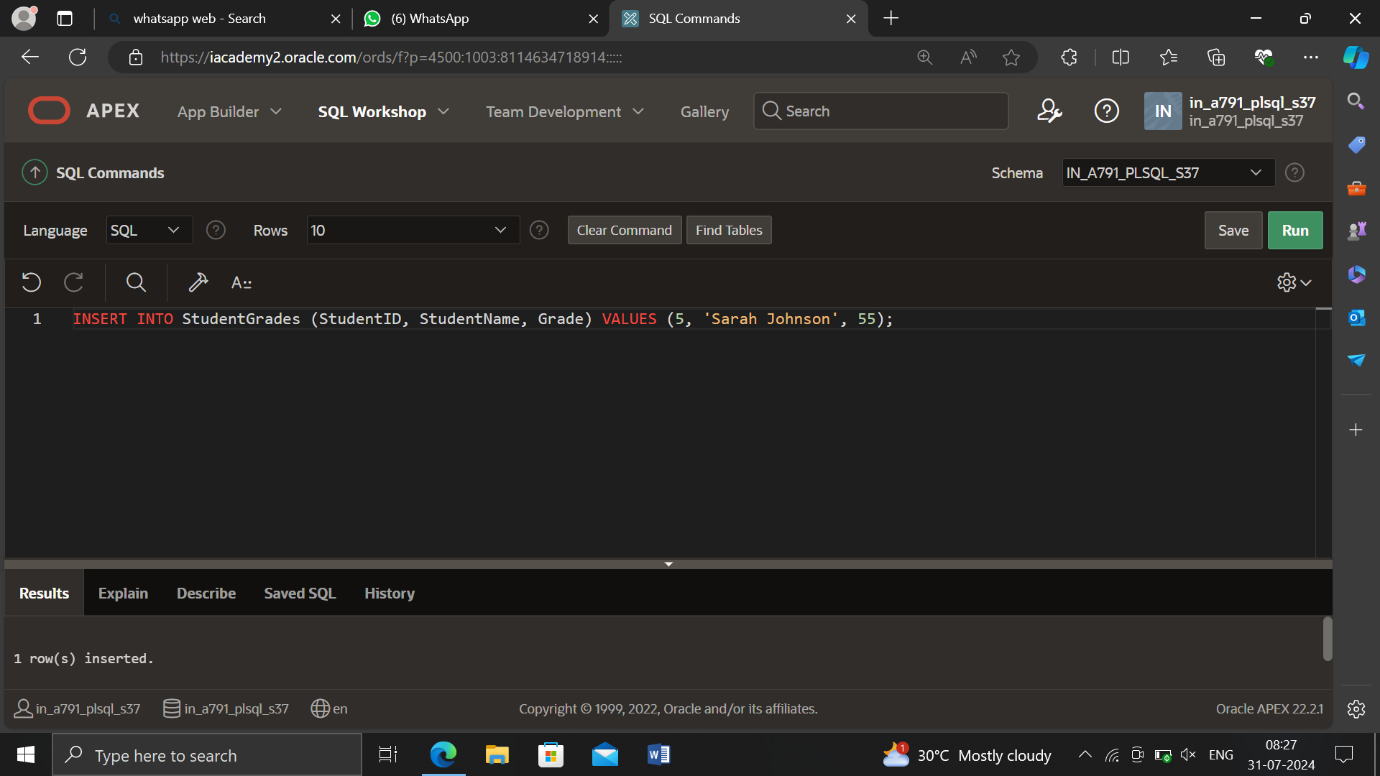 whatsapp web - Search
(6) WhatsApp
SQL Commands
https://iacademy2.oracle.com/ords/f?p=4500:1003:8114634718914:::::
APEX App Builder SQL Workshop Team Development Gallery Search IN in_a791_plsql_s37
in_a791_plsql_s37
SQL Commands Schema IN_A791_PLSQL_S37
Language SQL Rows 10 Clear Command Find Tables Save Run
A::
1 INSERT INTO StudentGrades (StudentID, StudentName, Grade) VALUES (5, 'Sarah Johnson', 55);
Results Explain Describe Saved SQL History
1 row(s) inserted.
in_a791_plsql_s37 in_a791_plsql_s37 en Copyright © 1999, 2022, Oracle and/or its affiliates. Oracle APEX 22.2.1
Type here to search 1 30°C Mostly cloudy ENG 08:27
31-07-2024